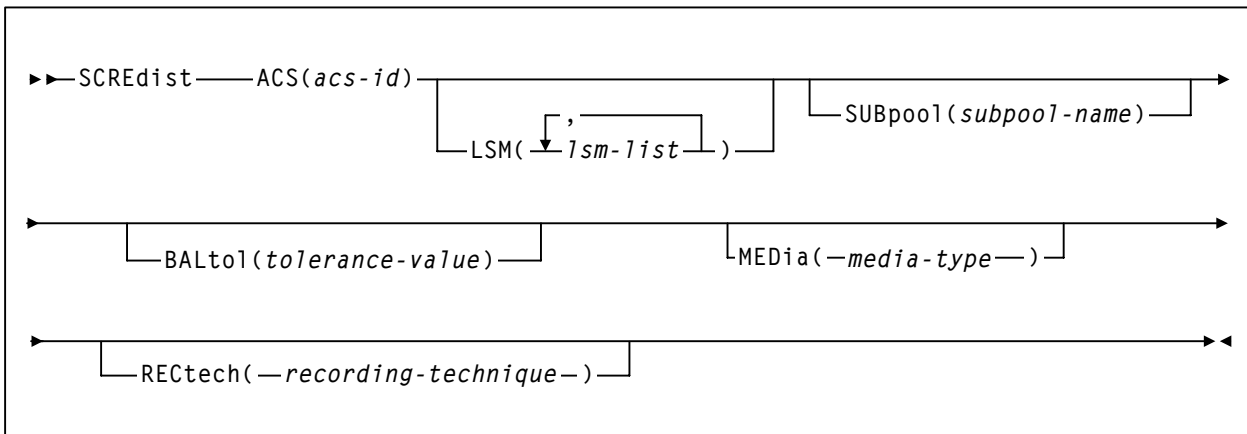 SCREdist ACS(acs-id)
SUBpool(subpool-name)
,
LSM( lsm-list )
BALtol(tolerance-value)
MEDia( media-type )
RECtech( recording-technique )